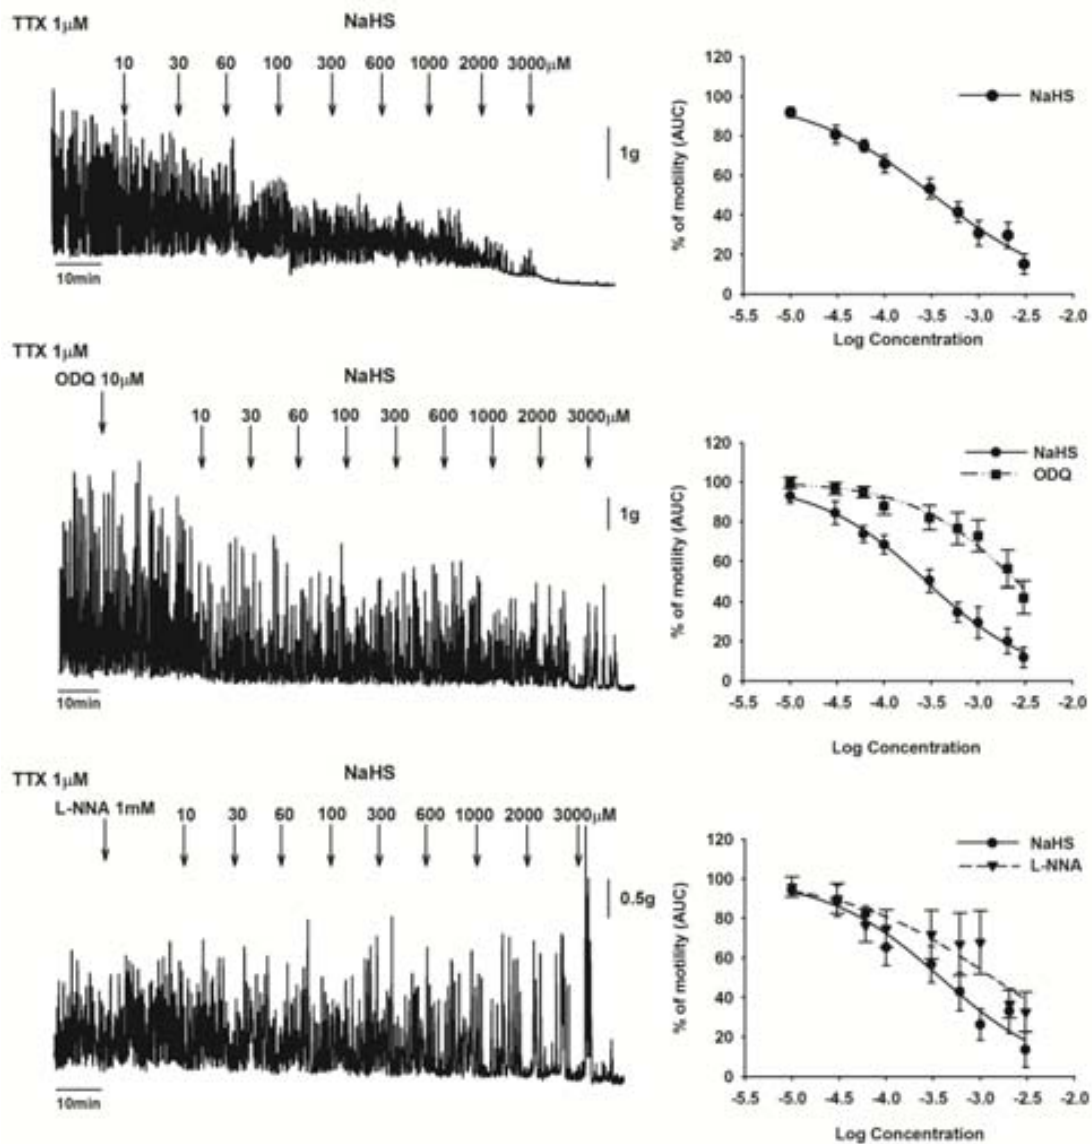 TTX 1μM
NaHS
10 30 60 100 300 600 1000 2000 3000μM
1g
10min
120
100
80
60
40
20
0
% of motility (AUC)
NaHS
-5.5 -5.0 -4.5 -4.0 -3.5 -3.0 -2.5 -2.0
Log Concentration
TTX 1μM
ODQ 10μM
NaHS
10 30 60 100 300 600 1000 2000 3000μM
1g
10min
120
100
80
60
40
20
0
% of motility (AUC)
NaHS
ODQ
-5.5 -5.0 -4.5 -4.0 -3.5 -3.0 -2.5 -2.0
Log Concentration
TTX 1μM
L-NNA 1mM
NaHS
10 30 60 100 300 600 1000 2000 3000μM
0.5g
10min
120
100
80
60
40
20
0
% of motility (AUC)
NaHS
L-NNA
-5.5 -5.0 -4.5 -4.0 -3.5 -3.0 -2.5 -2.0
Log Concentration